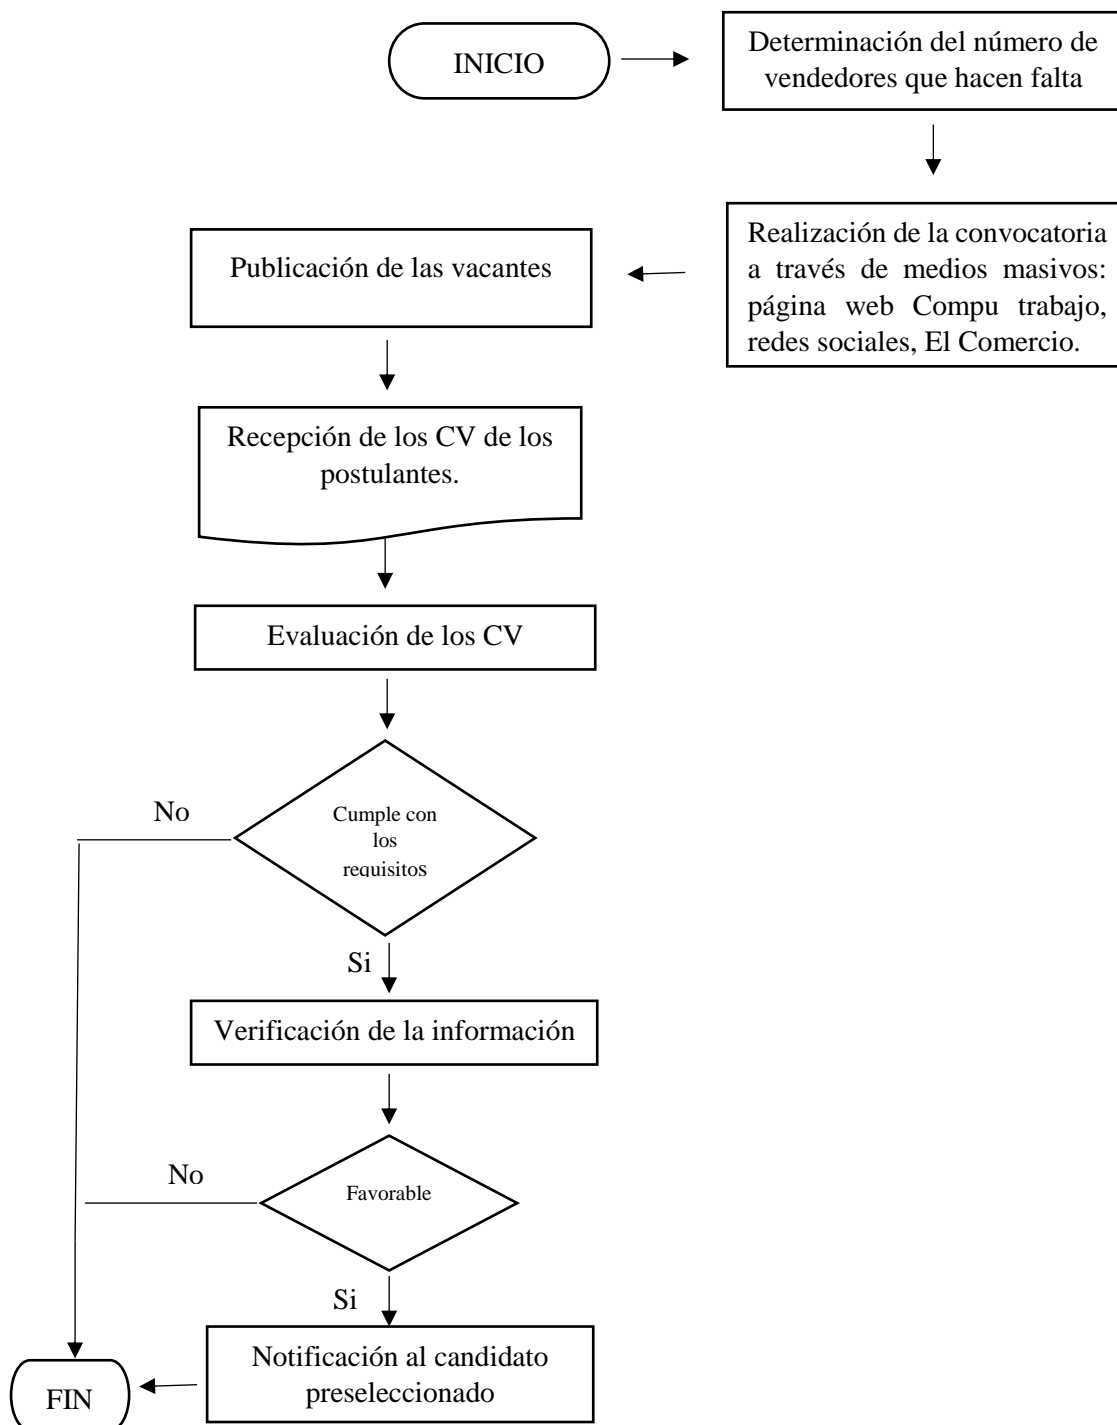 INICIO
Determinación del número de
vendedores que hacen falta
Realización de la convocatoria
a través de medios masivos:
página web Compu trabajo,
redes sociales, El Comercio.
Publicación de las vacantes
Recepción de los CV de los
postulantes.
Evaluación de los CV
No
Cumple con
los
requisitos
Si
Verificación de la información
No
Favorable
Si
Notificación al candidato
preseleccionado
FIN